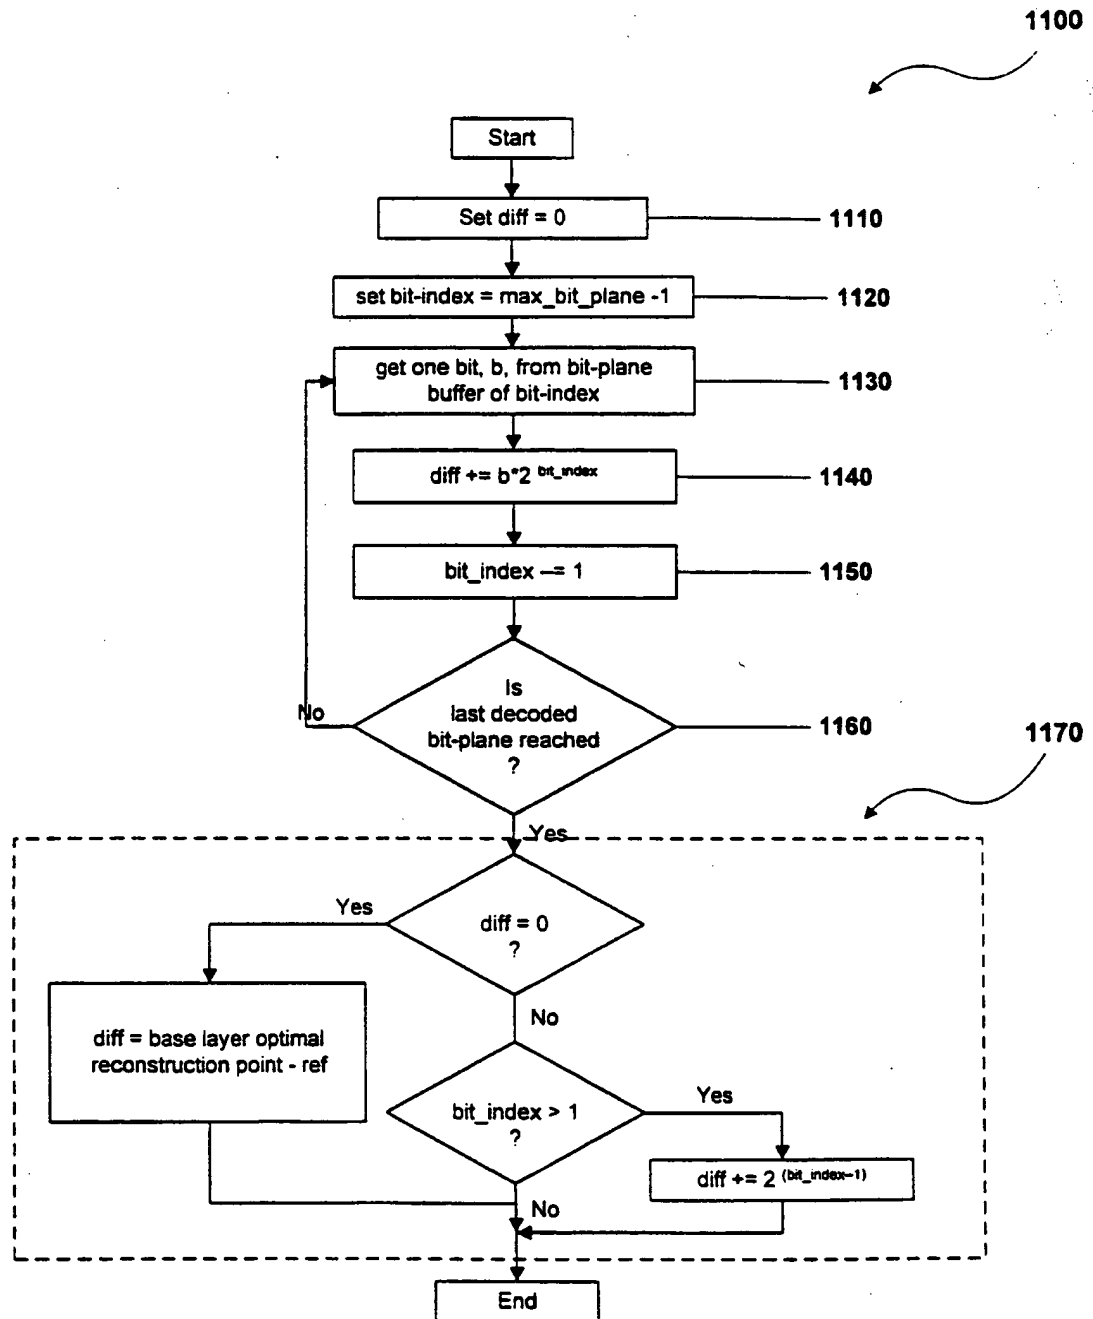 1100
Start
Set diff = 0
1110
set bit-index = max_bit_plane -1
1120
get one bit, b, from bit-plane
buffer of bit-index
1130
diff += b*2 bit_index
1140
bit_index -= 1
1150
Is
last decoded
bit-plane reached
?
No
1160
1170
Yes
Yes
diff = 0
?
No
diff = base layer optimal
reconstruction point - ref
bit_index > 1
?
Yes
diff += 2 (bit_index-1)
No
End